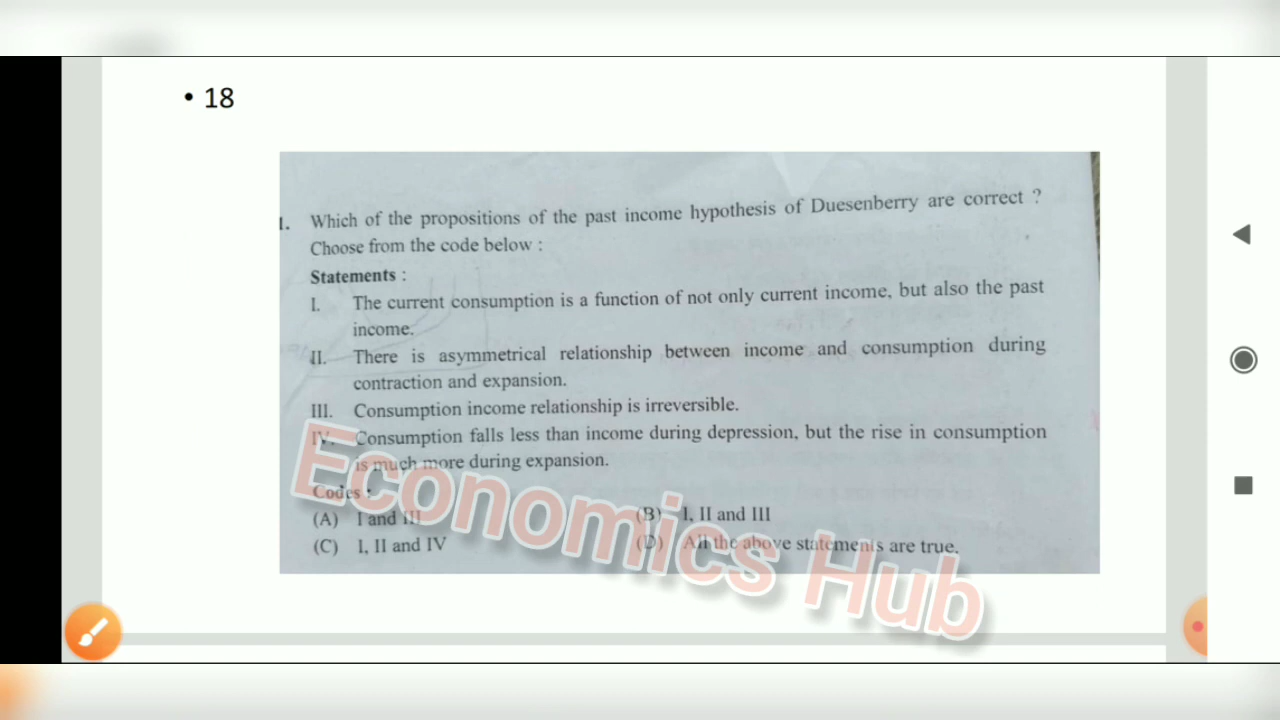 • 18
1. Which of the propositions of the past income hypothesis of Duesenberry are correct ?
Choose from the code below :
Statements :
I. The current consumption is a function of not only current income, but also the past
income.
II. There is asymmetrical relationship between income and consumption during
contraction and expansion.
III. Consumption income relationship is irreversible.
IV. Consumption falls less than income during depression, but the rise in consumption
is much more during expansion.
Codes :
(A) I and III (B) I, II and III
(C) I, II and IV (D) All the above statements are true.
Economics Hub